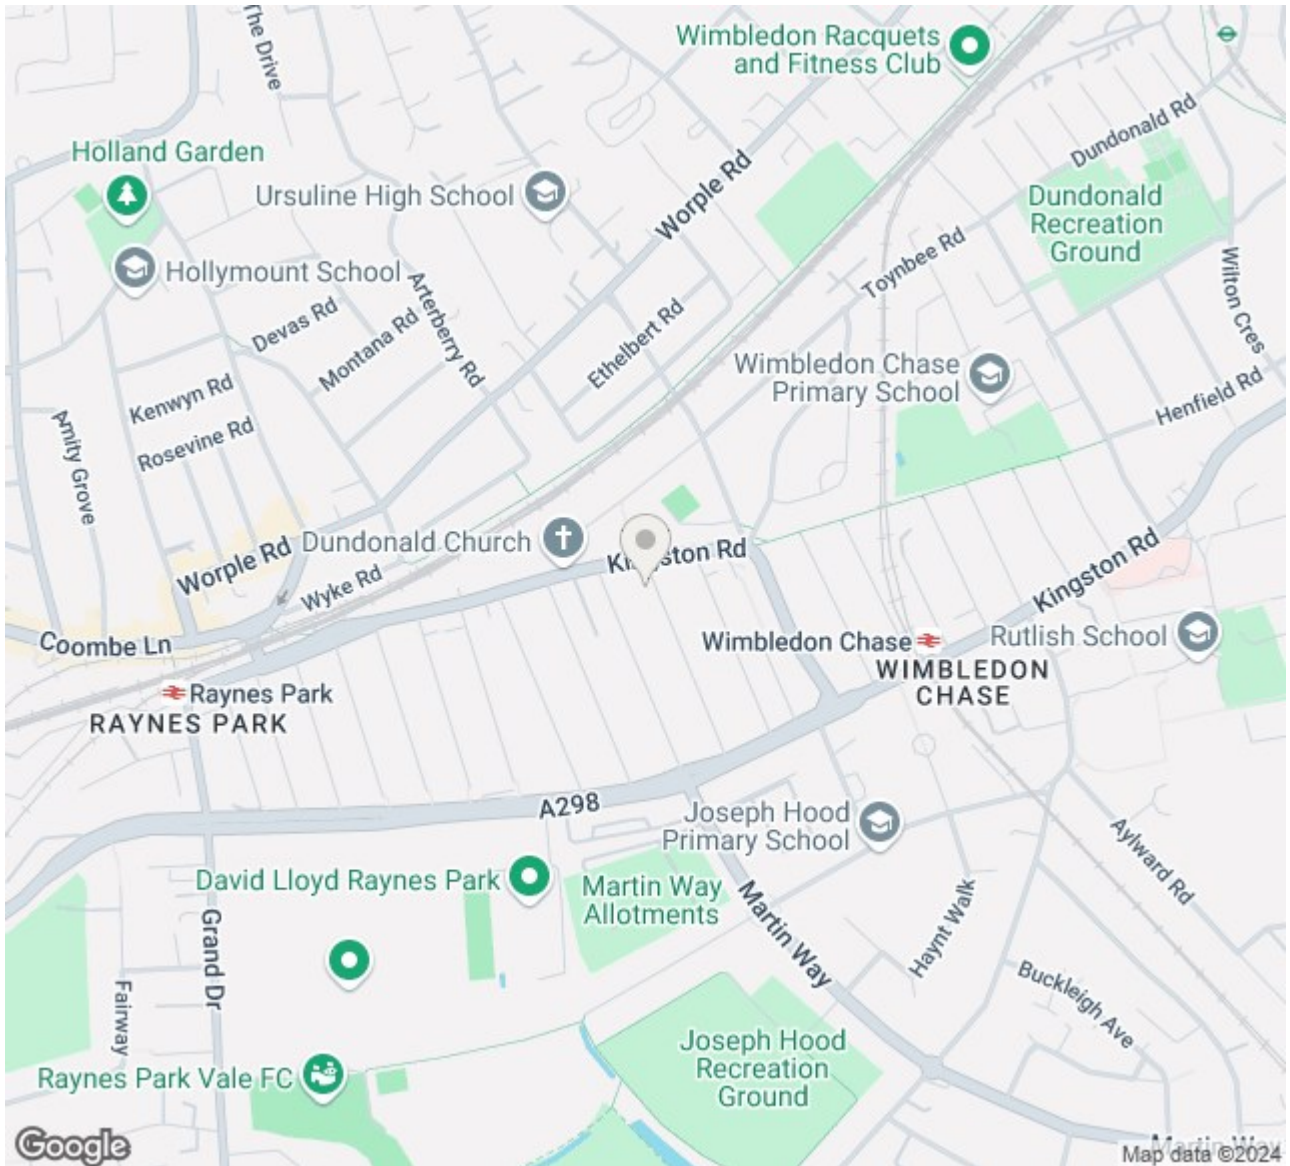 The Drive
Wimbledon Racquets
and Fitness Club
Holland Garden
Ursuline High School
Worple Rd
Dundonald Rd
Dundonald
Recreation
Ground
Hollymount School
Toynbee Rd
Wilton Cres
Devas Rd
Arterberry Rd
Montana Rd
Ethelbert Rd
Wimbledon Chase
Primary School
Kenwyn Rd
Henfield Rd
Rosevine Rd
Amity Grove
Dundonald Church
Kingston Rd
Worple Rd
Wyke Rd
Kingston Rd
Coombe Ln
Wimbledon Chase
Rutlish School
WIMBLEDON
CHASE
Raynes Park
RAYNES PARK
A298
Joseph Hood
Primary School
Aylward Rd
David Lloyd Raynes Park
Martin Way
Allotments
Grand Dr
Martin Way
Haynt Walk
Fairway
Buckleigh Ave
Raynes Park Vale FC
Joseph Hood
Recreation
Ground
Martin Way
Google
Map data ©2024